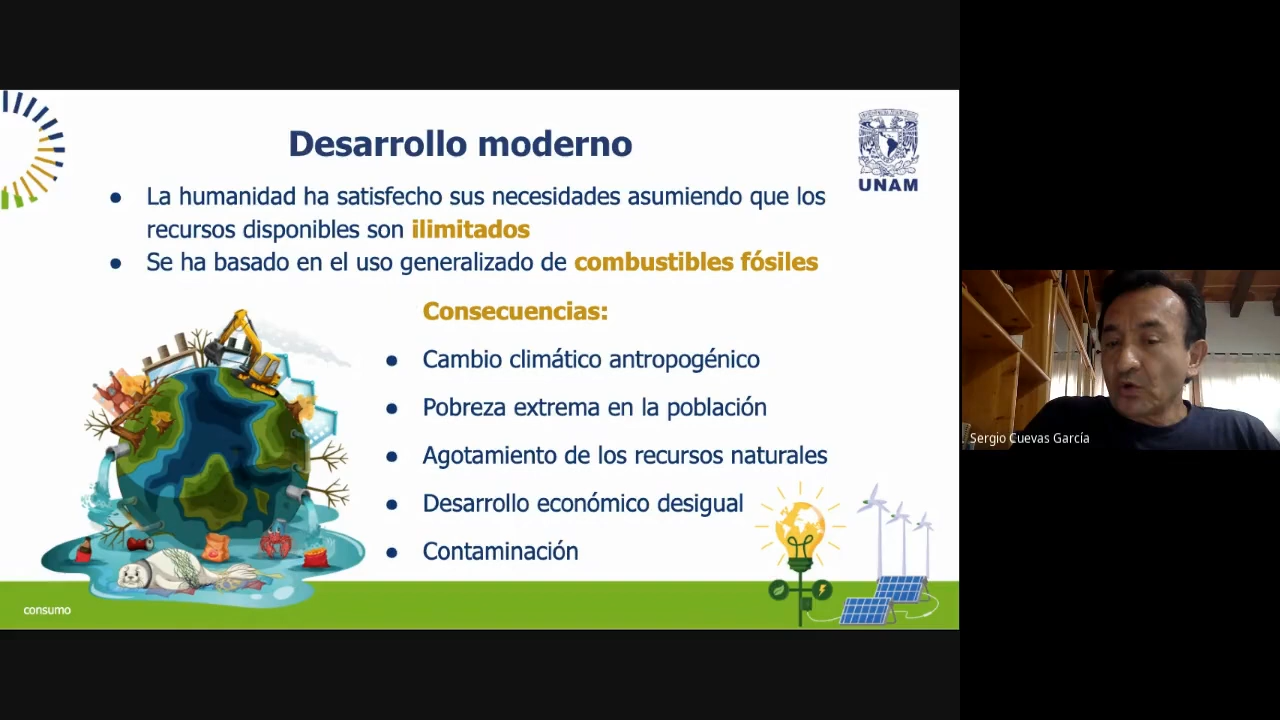 Desarrollo moderno
UNAM
● La humanidad ha satisfecho sus necesidades asumiendo que los
recursos disponibles son ilimitados
● Se ha basado en el uso generalizado de combustibles fósiles
Consecuencias:
● Cambio climático antropogénico
● Pobreza extrema en la población
● Agotamiento de los recursos naturales
● Desarrollo económico desigual
● Contaminación
consumo
Sergio Cuevas García